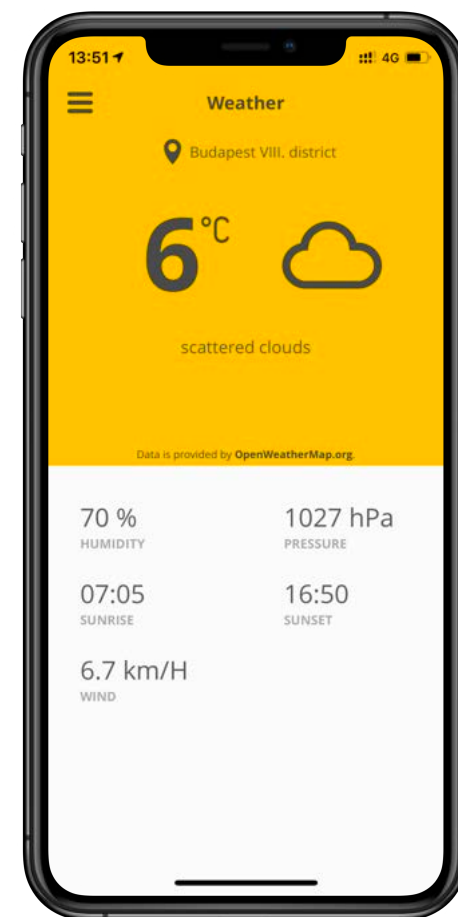 13:51 4G
Weather
Budapest VIII. district
6 °C
scattered clouds
Data is provided by OpenWeatherMap.org.
70 % 1027 hPa
HUMIDITY PRESSURE
07:05 16:50
SUNRISE SUNSET
6.7 km/H
WIND